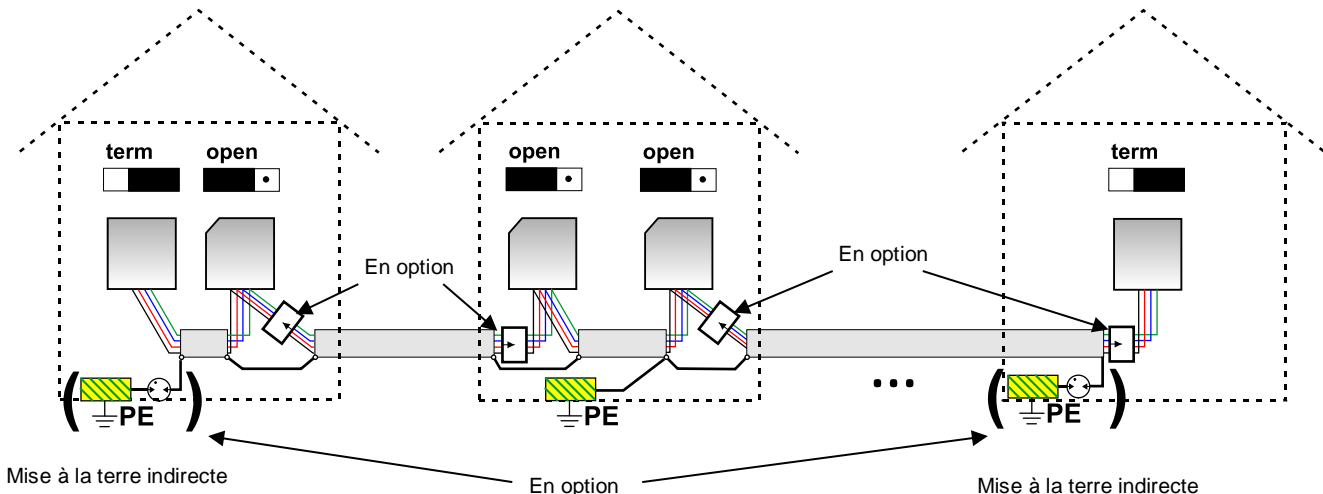 term open
open open
term
En option
En option
PE
PE
PE
Mise à la terre indirecte
En option
Mise à la terre indirecte